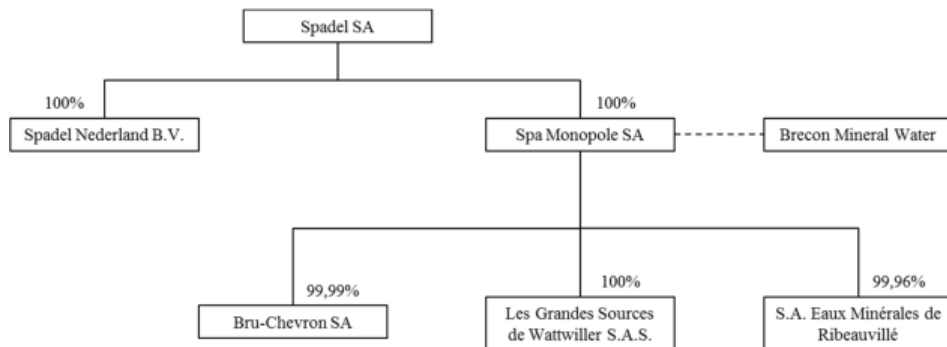 Spadel SA
100%
100%
Spadel Nederland B.V.
Spa Monopole SA
Brecon Mineral Water
99,99%
100%
99,96%
Bru-Chevron SA
Les Grandes Sources
de Wattwiller S.A.S.
S.A. Eaux Minérales de
Ribeauvillé